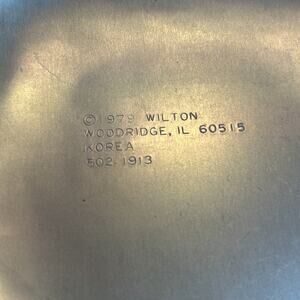 ©1979 WILTON
WOODRIDGE, IL 60515
KOREA
502-1913